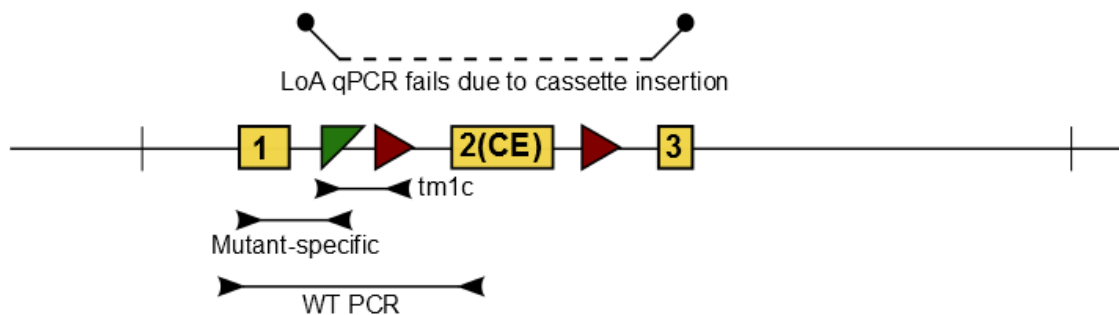 LoA qPCR fails due to cassette insertion
1 2(CE) 3
tm1c
Mutant-specific
WT PCR